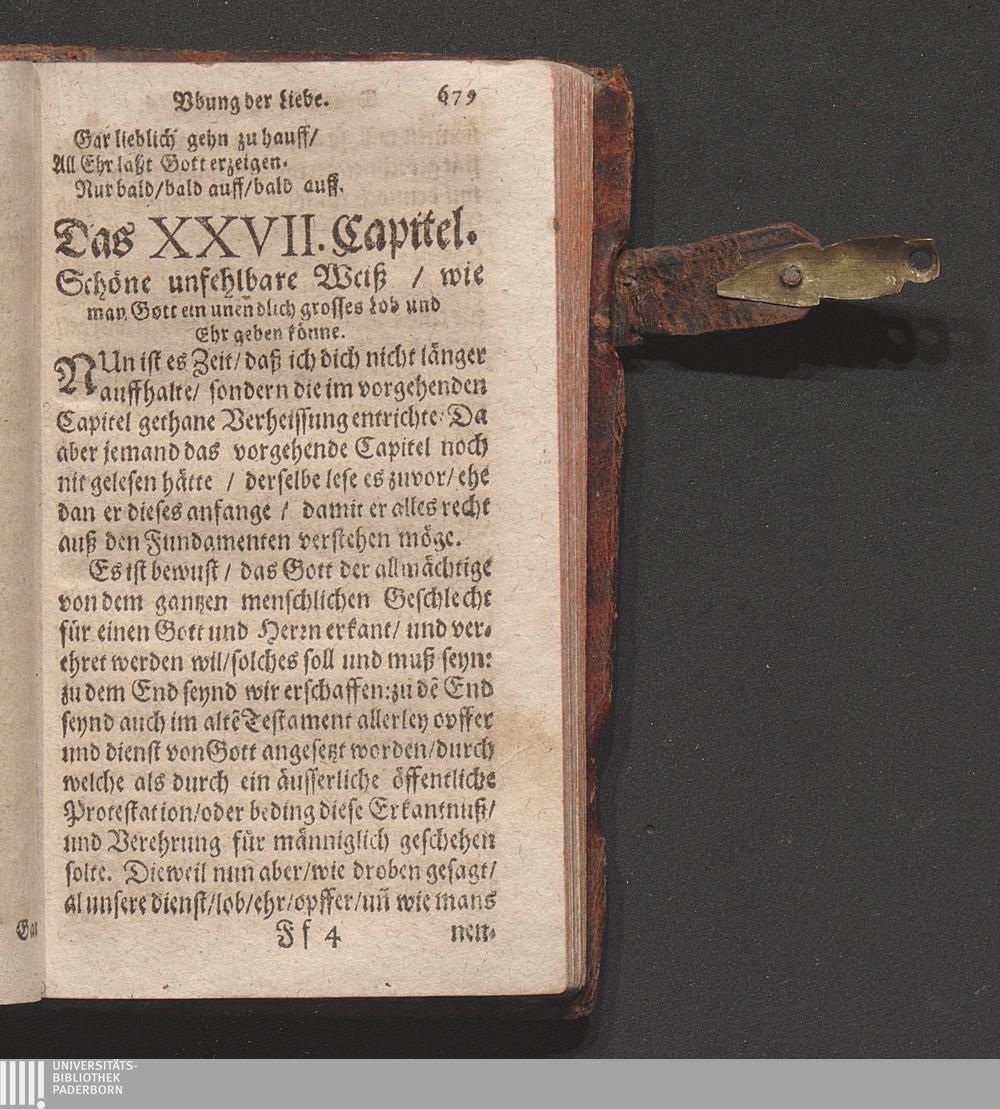 Vbung der Liebe. 679
Gar lieblich gehn zu hauff/
All Ehr laßt Gott erzeigen.
Nur bald/bald auff/bald auff.
Das XXVII. Capitel.
Schöne unfehlbare Weiß / wie
man Gott ein unendlich grosses Lob und
Ehr geben könne.
NUn ist es Zeit/ daß ich dich nicht länger
auffhalte/ sondern die im vorgehenden
Capitel gethane Verheissung entrichte. Da
aber jemand das vorgehende Capitel noch
nit gelesen hätte / derselbe lese es zuvor/ ehe
dan er dieses anfange / damit er alles recht
auß den Fundamenten verstehen möge.
Es ist bewust / das Gott der allmächtige
von dem gantzen menschlichen Geschlecht
für einen Gott und Herrn erkant/ und ver-
ehret werden wil/solches soll und muß seyn:
zu dem End seynd wir erschaffen:zu dē End
seynd auch im altē Testament allerley opffer
und dienst von Gott angesetzt worden/durch
welche als durch ein äusserliche öffentliche
Protestation/oder beding diese Erkantnuß/
und Verehrung für männiglich geschehen
solte. Dieweil nun aber/wie droben gesagt/
al unsere dienst/lob/ehr/opffer/uñ wie mans
Ff 4 nen-
Gar
UNIVERSITÄTS-
BIBLIOTHEK
PADERBORN